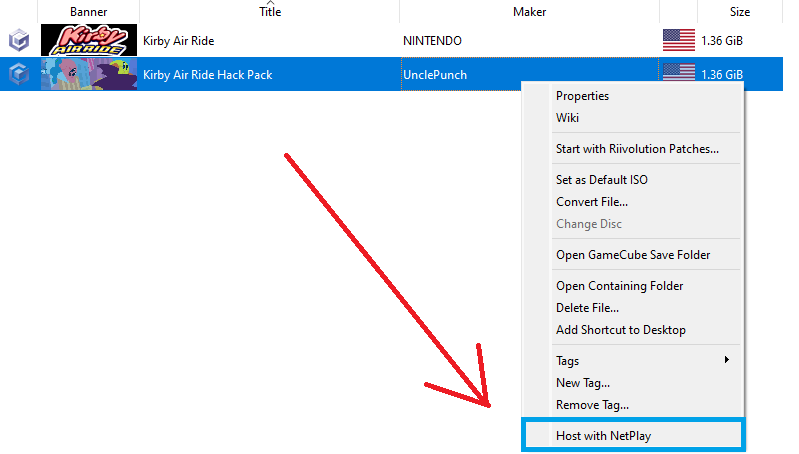 Banner Title Maker Size
KIRBY AIR RIDE Kirby Air Ride NINTENDO 1.36 GiB
Kirby Air Ride Hack Pack UnclePunch 1.36 GiB
Properties
Wiki
Start with Riivolution Patches...
Set as Default ISO
Convert File...
Change Disc
Open GameCube Save Folder
Open Containing Folder
Delete File...
Add Shortcut to Desktop
Tags
New Tag...
Remove Tag...
Host with NetPlay